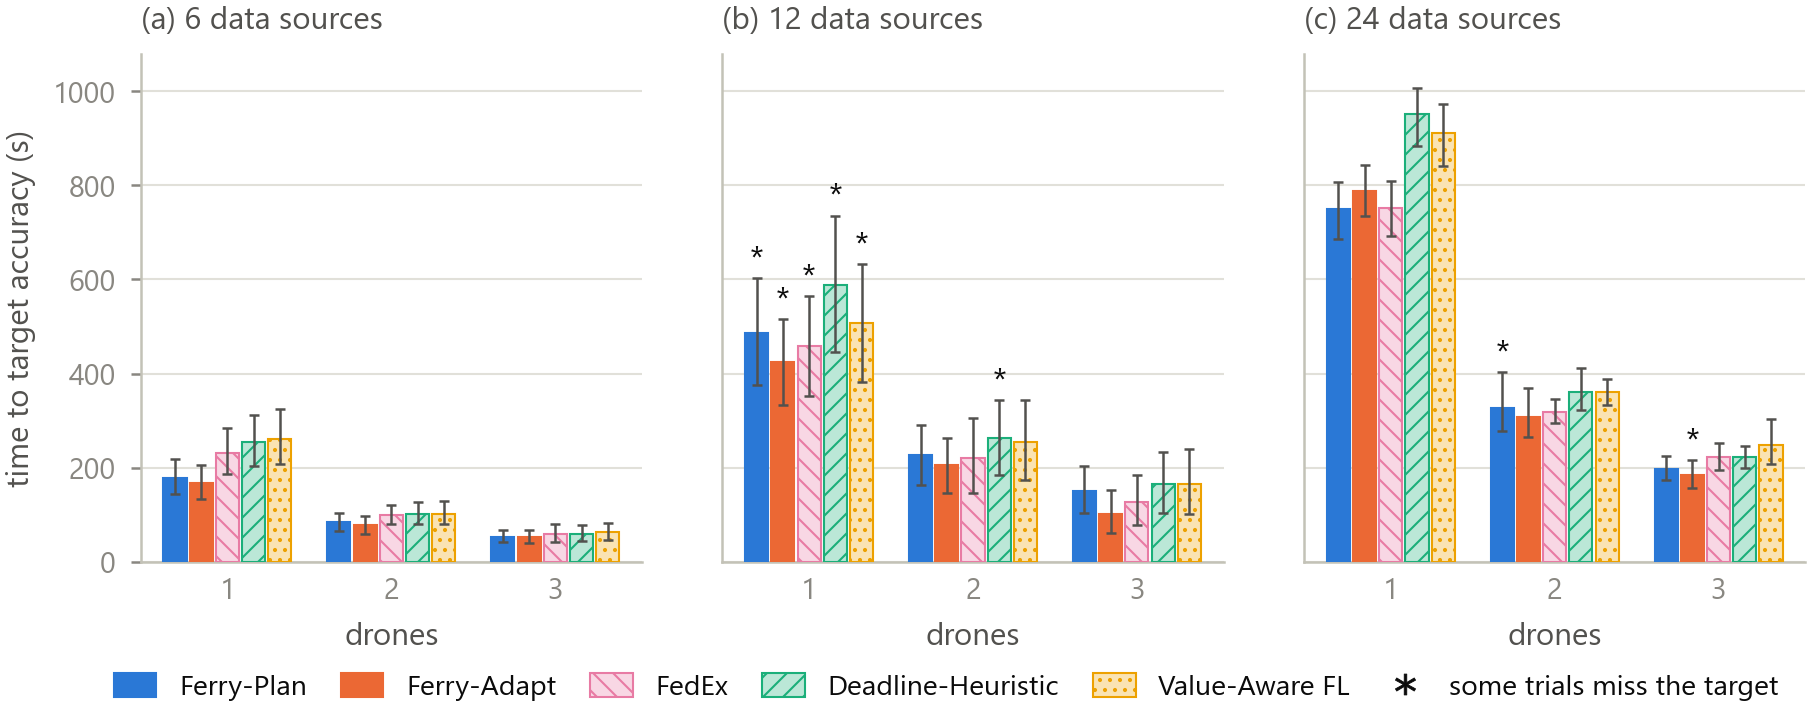 (a) 6 data sources
(b) 12 data sources
(c) 24 data sources
time to target accuracy (s)
1000
800
600
400
200
0
* * * * *
*
*
*
1 2 3
1 2 3
1 2 3
drones
drones
drones
Ferry-Plan Ferry-Adapt FedEx Deadline-Heuristic Value-Aware FL * some trials miss the target